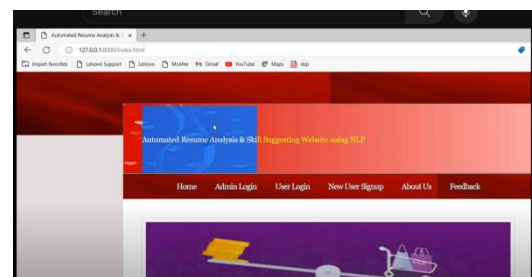 Search
Automated Resume Analysis & S
127.0.0.1:8000/index.html
Import favorites Lenovo Support Lenovo McAfee Gmail YouTube Maps dsp
Automated Resume Analysis & Skill Suggesting Website using NLP
Home Admin Login User Login New User Signup About Us Feedback